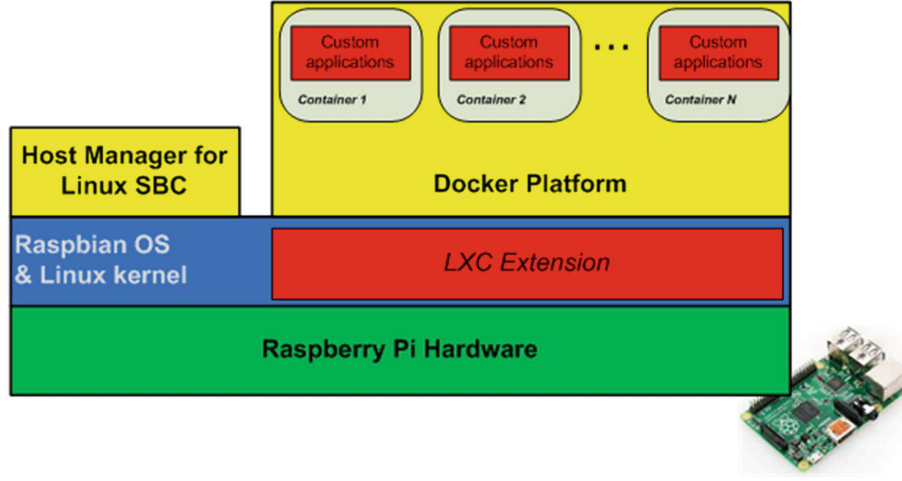 Custom
applications
Container 1
Custom
applications
Container 2
...
Custom
applications
Container N
Host Manager for
Linux SBC
Docker Platform
Raspbian OS
& Linux kernel
LXC Extension
Raspberry Pi Hardware